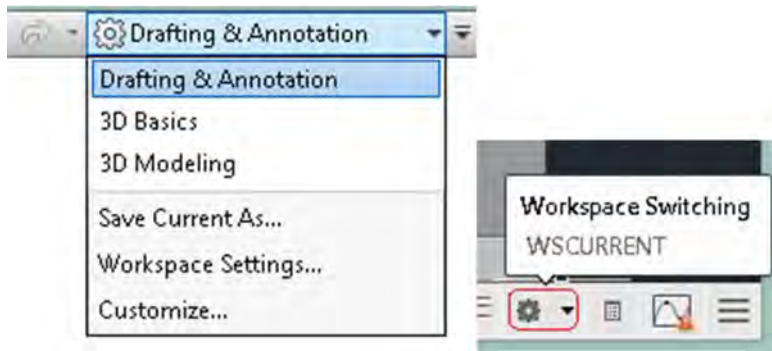 Drafting & Annotation
Drafting & Annotation
3D Basics
3D Modeling
Save Current As...
Workspace Settings...
Customize...
Workspace Switching
WSCURRENT